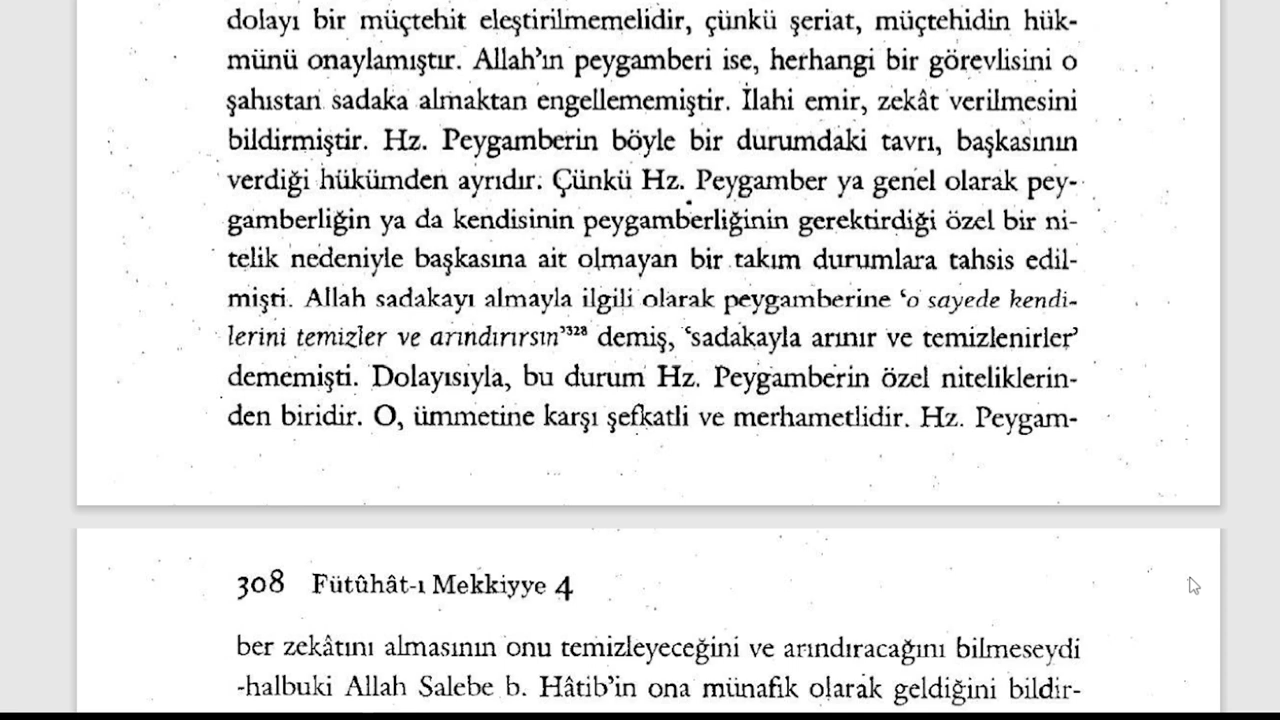 dolayı bir müçtehit eleştirilmemelidir, çünkü şeriat, müçtehidin hük-
münü onaylamıştır. Allah’ın peygamberi ise, herhangi bir görevlisini o
şahıstan sadaka almaktan engellememiştir. İlahi emir, zekât verilmesini
bildirmiştir. Hz. Peygamberin böyle bir durumdaki tavrı, başkasının
verdiği hükümden ayrıdır. Çünkü Hz. Peygamber ya genel olarak pey-
gamberliğin ya da kendisinin peygamberliğinin gerektirdiği özel bir ni-
telik nedeniyle başkasına ait olmayan bir takım durumlara tahsis edil-
mişti. Allah sadakayı almayla ilgili olarak peygamberine ‘o sayede kendi-
lerini temizler ve arındırırsın’³²⁸ demiş, ‘sadakayla arınır ve temizlenirler’
dememişti. Dolayısıyla, bu durum Hz. Peygamberin özel niteliklerin-
den biridir. O, ümmetine karşı şefkatli ve merhametlidir. Hz. Peygam-
308 Fütûhât-ı Mekkiyye 4
ber zekâtını almasının onu temizleyeceğini ve arındıracağını bilmeseydi
-halbuki Allah Salebe b. Hâtib’in ona münafık olarak geldiğini bildir-